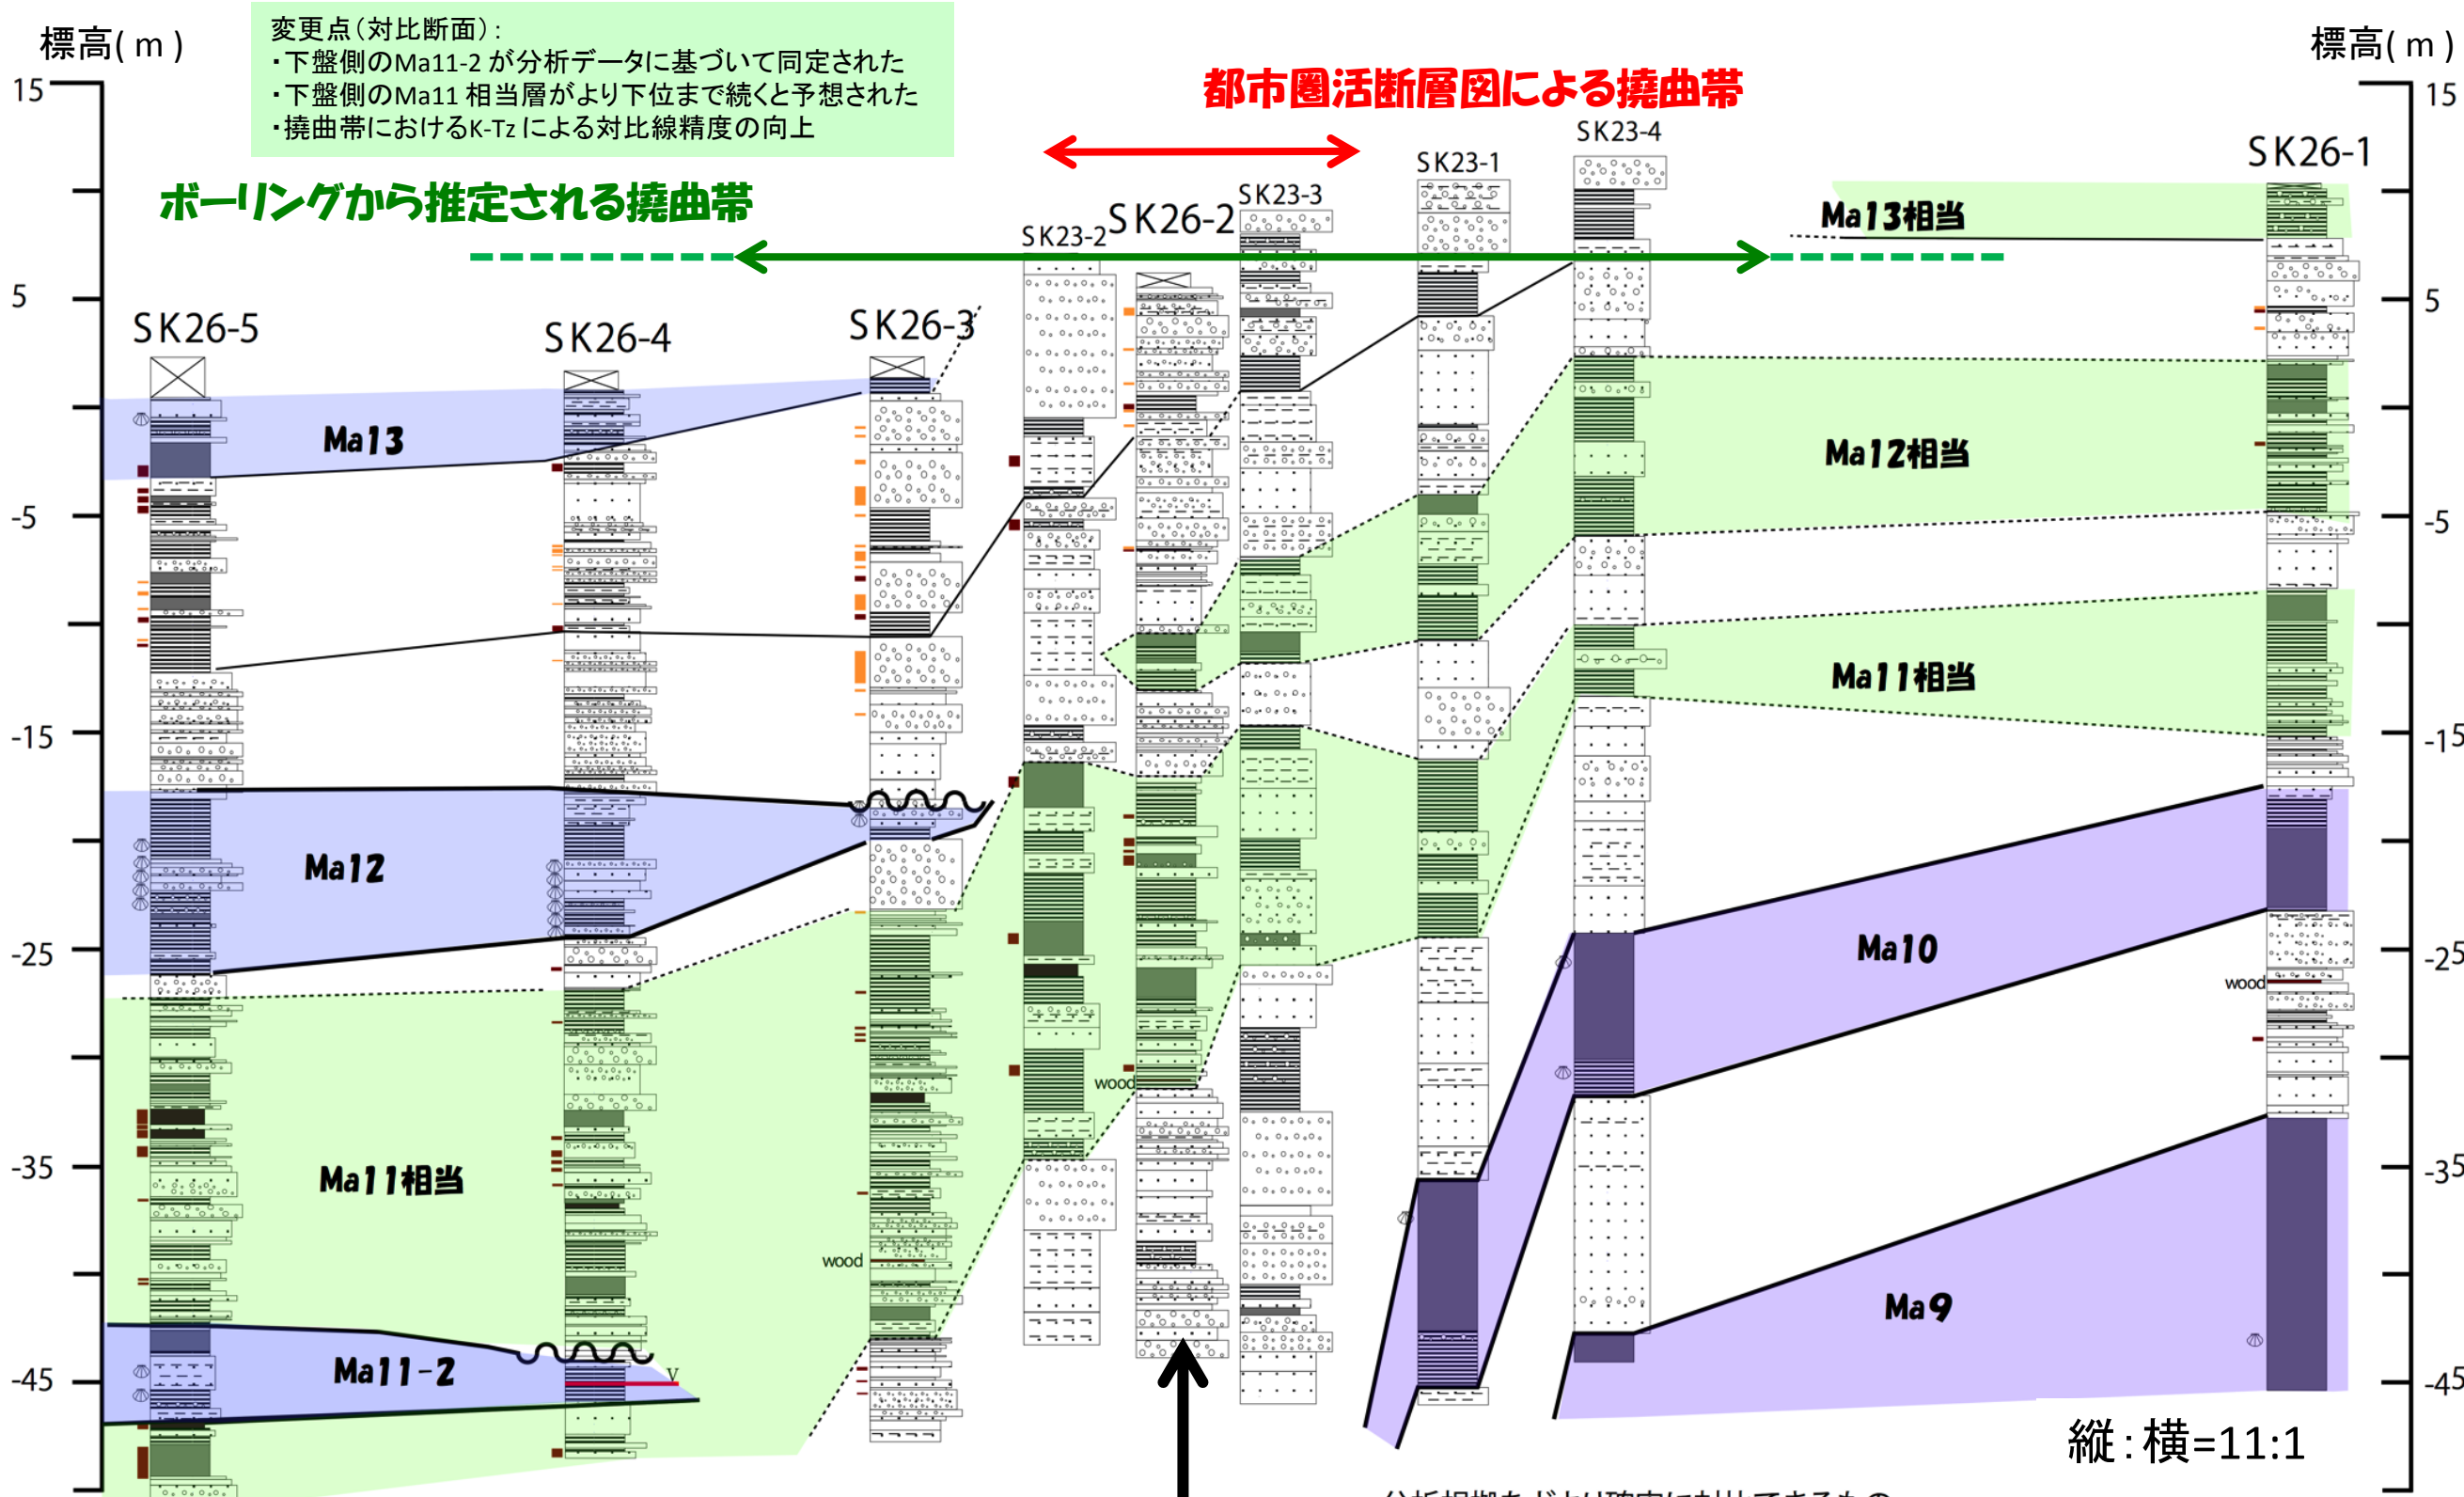 標高( m )
変更点（対比断面）：
・下盤側のMa11-2 が分析データに基づいて同定された
・下盤側のMa11 相当層がより下位まで続くと予想された
・撓曲帯におけるK-Tz による対比線精度の向上
都市圏活断層図による撓曲帯
標高( m )
15
15
ボーリングから推定される撓曲帯
SK26-5
SK26-4
SK26-3
SK23-2
SK26-2
SK23-3
SK23-1
SK23-4
SK26-1
Ma13相当
5
5
Ma13
Ma12相当
-5
-5
Ma11相当
-15
-15
Ma12
Ma10
-25
-25
wood
wood
Ma11相当
-35
-35
wood
Ma9
Ma11-2
V
-45
-45
縦：横=11:1